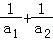 1/a₁ + 1/a₂